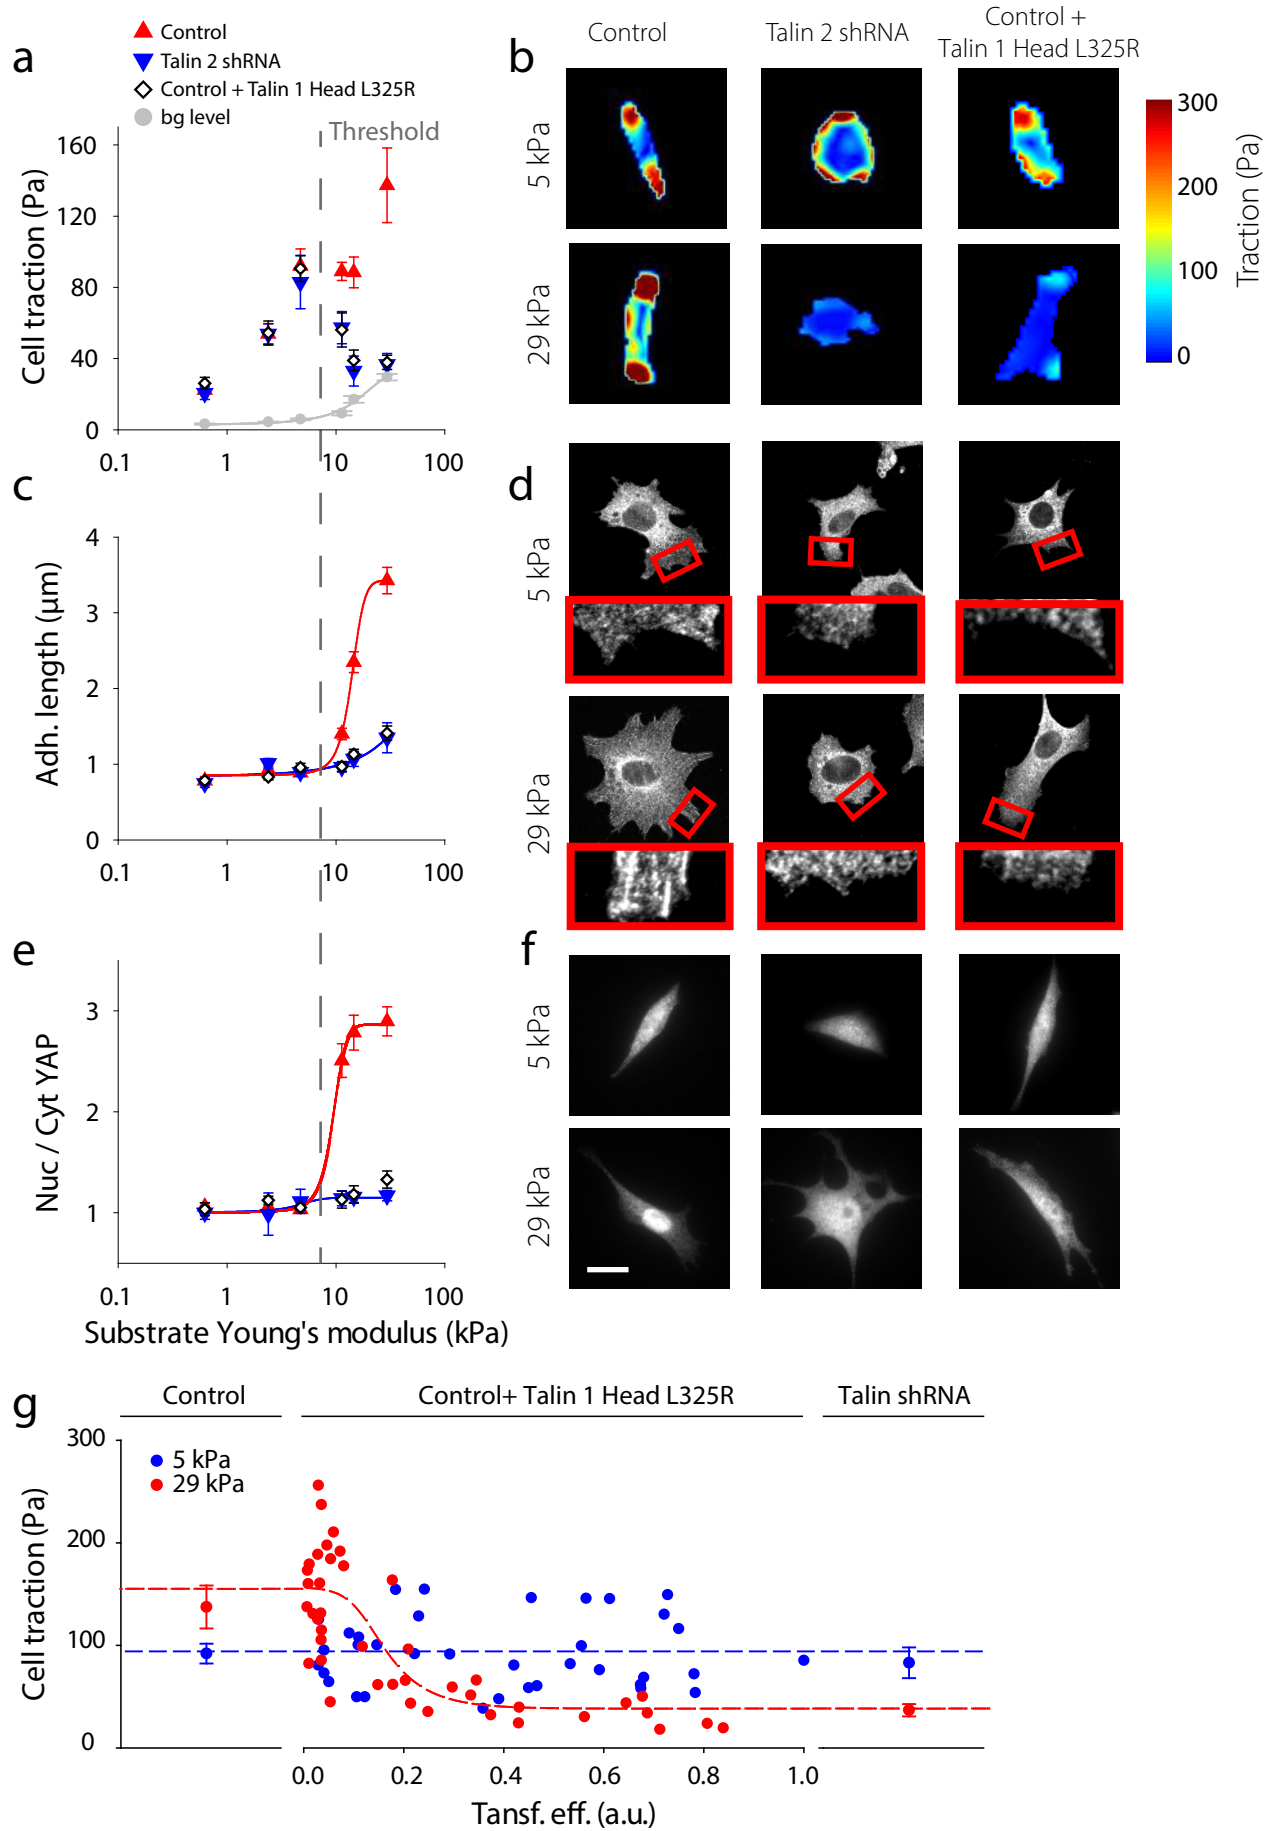 a
Control
Talin 2 shRNA
Control + Talin 1 Head L325R
bg level
Threshold
Cell traction (Pa)
160
120
80
40
0
0.1 1 10 100
b
Control
Talin 2 shRNA
Control +
Talin 1 Head L325R
5 kPa
29 kPa
300
200
100
0
Traction (Pa)
c
Adh. length (µm)
4
3
2
1
0
0.1 1 10 100
d
5 kPa
29 kPa
e
Nuc / Cyt YAP
3
2
1
0.1 1 10 100
Substrate Young's modulus (kPa)
f
5 kPa
29 kPa
g
Control
Control+ Talin 1 Head L325R
Talin shRNA
5 kPa
29 kPa
Cell traction (Pa)
300
200
100
0
0.0 0.2 0.4 0.6 0.8 1.0
Tansf. eff. (a.u.)